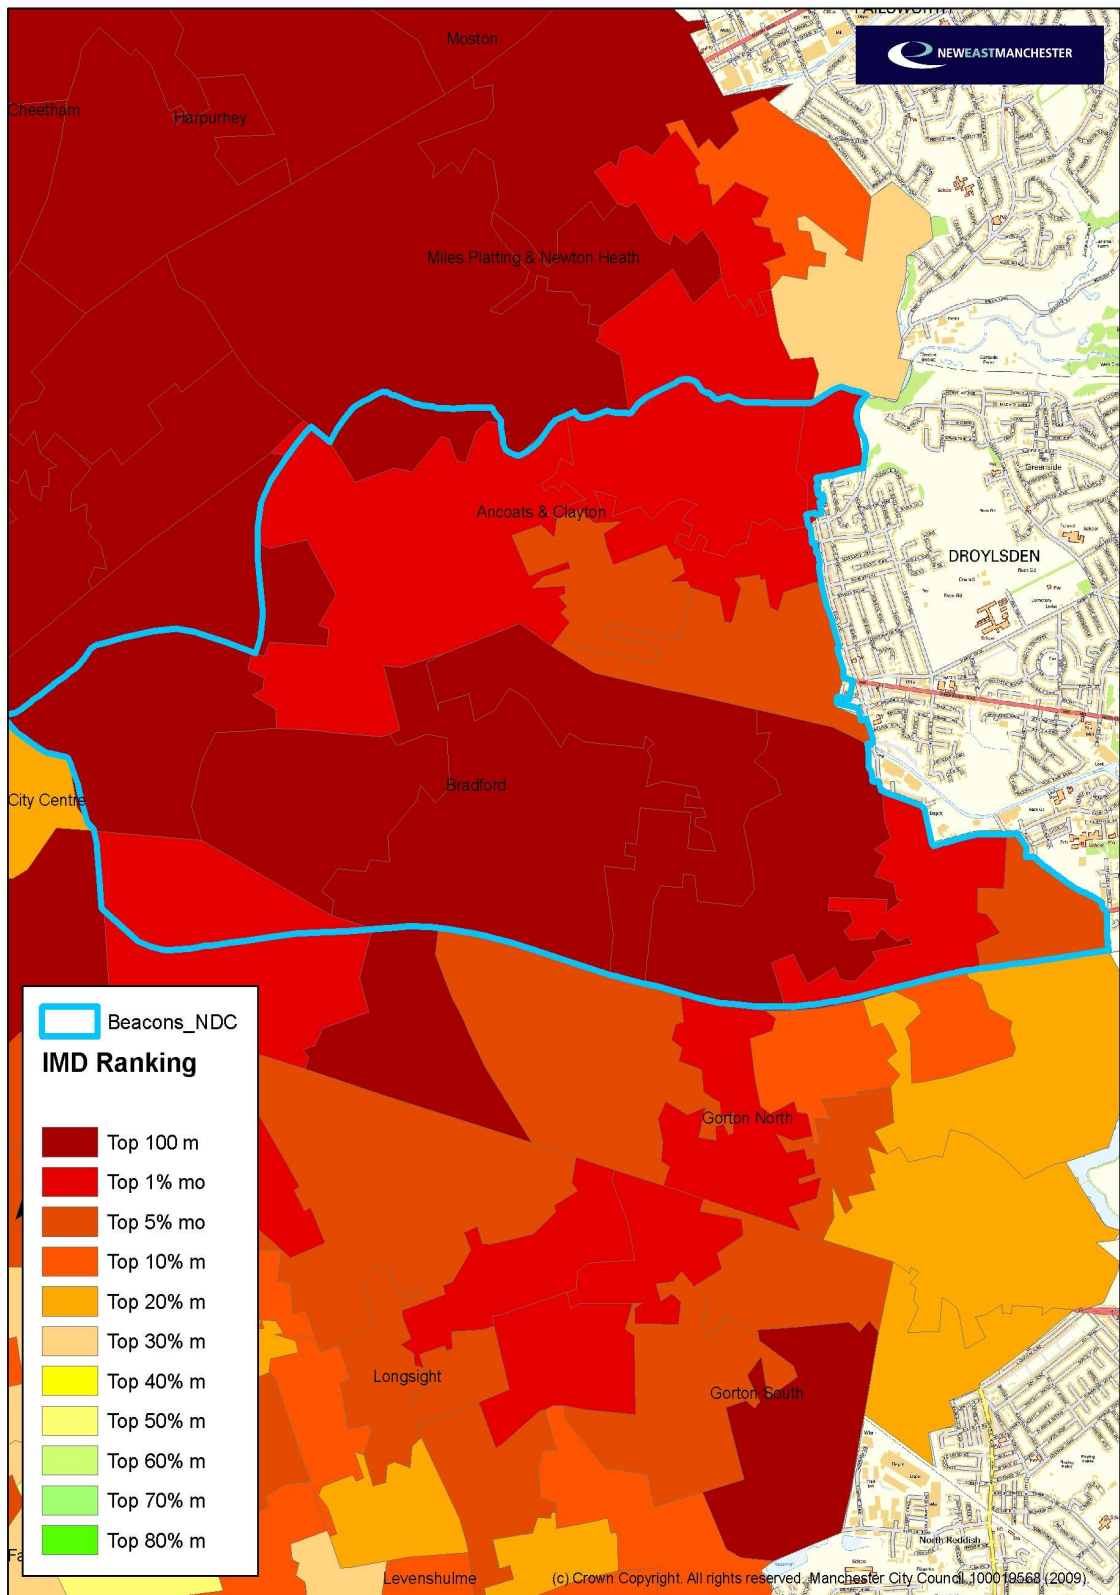 FAILSWORTH
NEWEASTMANCHESTER
Moston
Cheetham
Harpurhey
Miles Platting & Newton Heath
Greenside
Ancoats & Clayton
DROYLSDEN
Bradford
City Centre
Beacons_NDC
IMD Ranking
Top 100 m
Top 1% mo
Top 5% mo
Top 10% m
Top 20% m
Top 30% m
Top 40% m
Top 50% m
Top 60% m
Top 70% m
Top 80% m
Gorton North
Longsight
Gorton South
North Reddish
Fa
Levenshulme
(c) Crown Copyright. All rights reserved. Manchester City Council 100019568 (2009).